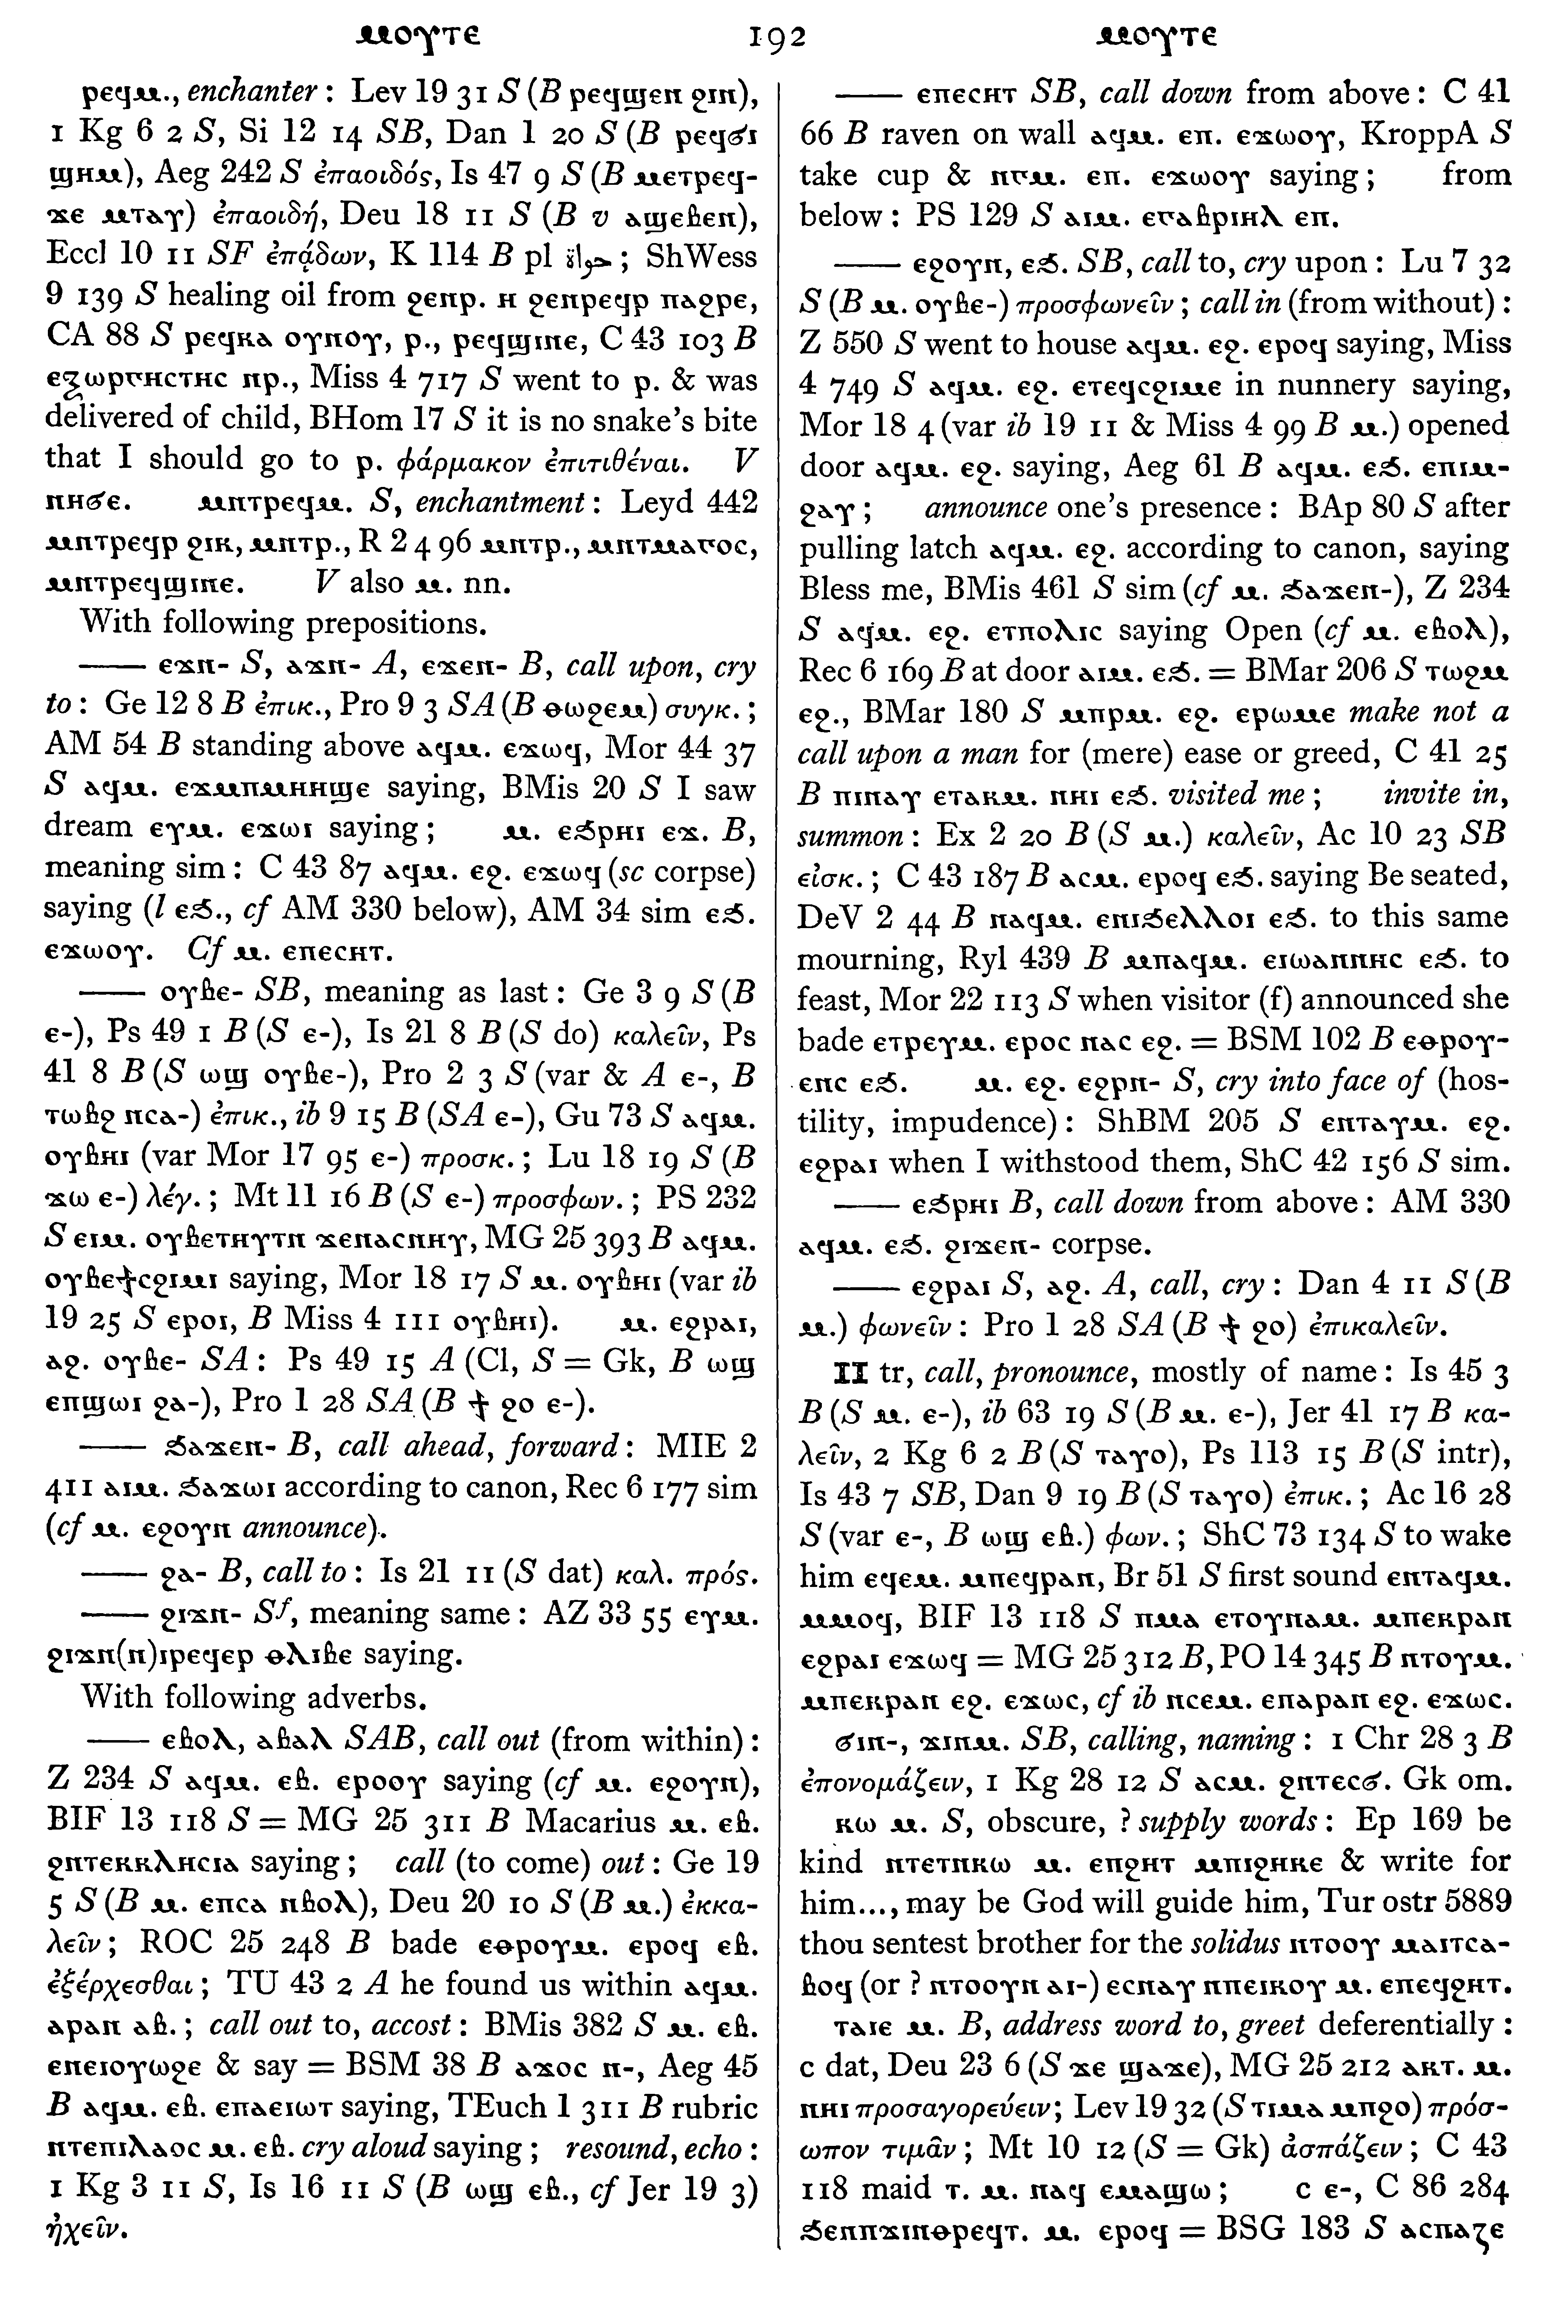 ⲙⲟⲩⲧⲉ 192 ⲙⲟⲩⲧⲉ
ⲣⲉϥⲙ., enchanter : Lev 19 31 S (B ⲣⲉϥϣⲉⲛ ϩⲓⲛ),
1 Kg 6 2 S, Si 12 14 SB, Dan 1 20 S (B ⲣⲉϥϭⲓ
ϣⲏⲙ), Aeg 242 S ἐπαοιδός, Is 47 9 S (B ⲙⲉⲧⲣⲉϥ-
ϫⲉ ⲙⲧⲁⲩ) ἐπαοιδή, Deu 18 11 S (B v ⲁϣⲉⲃⲉⲛ),
Eccl 10 11 SF ἐπᾴδων, K 114 B pl ; ShWess
9 139 S healing oil from ϩⲉⲛⲣ. ⲏ ϩⲉⲛⲣⲉϥⲣ ⲡⲁϩⲣⲉ,
CA 88 S ⲣⲉϥⲕⲁ ⲟⲩⲛⲟⲩ, ⲣ., ⲣⲉϥϣⲓⲛⲉ, C 43 103 B
ⲉⲝⲱⲣⲅⲏⲥⲧⲏⲥ ⲛⲣ., Miss 4 717 S went to ⲣ. & was
delivered of child, BHom 17 S it is no snake's bite
that I should go to ⲣ. φάρμακον ἐπιτιθέναι. V
ⲡⲏϭⲉ. ⲙⲛⲧⲣⲉϥⲙ. S, enchantment : Leyd 442
ⲙⲛⲧⲣⲉϥⲣ ϩⲓⲕ, ⲙⲛⲧⲣ., R 2 4 96 ⲙⲛⲧⲣ., ⲙⲛⲧⲙⲁⲅⲟⲥ,
ⲙⲛⲧⲣⲉϥϣⲓⲛⲉ. V also ⲙ. nn.
With following prepositions.
—— ⲉϫⲛ- S, ⲁϫⲛ- A, ⲉϫⲉⲛ- B, call upon, cry
to : Ge 12 8 B ἐπικ., Pro 9 3 SA (B ⲑⲱϩⲉⲙ) συγκ. ;
AM 54 B standing above ⲁϥⲙ. ⲉϫⲱϥ, Mor 44 37
S ⲁϥⲙ. ⲉϫⲙⲡⲙⲏⲏϣⲉ saying, BMis 20 S I saw
dream ⲉⲩⲙ. ⲉϫⲱⲓ saying ; ⲙ. ⲉϧⲣⲏⲓ ⲉϫ. B,
meaning sim : C 43 87 ⲁϥⲙ. ⲉϩ. ⲉϫⲱϥ (sc corpse)
saying (l ⲉϧ., cf AM 330 below), AM 34 sim ⲉϧ.
ⲉϫⲱⲟⲩ. Cf ⲙ. ⲉⲡⲉⲥⲏⲧ.
—— ⲟⲩⲃⲉ- SB, meaning as last : Ge 3 9 S (B
ⲉ-), Ps 49 1 B (S ⲉ-), Is 21 8 B (S do) καλεῖν, Ps
41 8 B (S ⲱϣ ⲟⲩⲃⲉ-), Pro 2 3 S (var & A ⲉ-, B
ⲧⲱⲃϩ ⲛⲥⲁ-) ἐπικ., ib 9 15 B (SA ⲉ-), Gu 73 S ⲁϥⲙ.
ⲟⲩⲃⲏⲓ (var Mor 17 95 ⲉ-) προσκ. ; Lu 18 19 S (B
ϫⲱ ⲉ-) λέγ. ; Mt 11 16 B (S ⲉ-) προσφων. ; PS 232
S ⲉⲓⲙ. ⲟⲩⲃⲉⲧⲏⲩⲧⲛ ϫⲉⲛⲁⲥⲛⲏⲩ, MG 25 393 B ⲁϥⲙ.
ⲟⲩⲃⲉϯⲥϩⲓⲙⲓ saying, Mor 18 17 S ⲙ. ⲟⲩⲃⲏⲓ (var ib
19 25 S ⲉⲣⲟⲓ, B Miss 4 111 ⲟⲩⲃⲏⲓ). ⲙ. ⲉϩⲣⲁⲓ,
ⲁϩ. ⲟⲩⲃⲉ- SA : Ps 49 15 A (Cl, S = Gk, B ⲱϣ
ⲉⲡϣⲱⲓ ϩⲁ-), Pro 1 28 SA (B ϯ ϩⲟ ⲉ-).
—— ϧⲁϫⲉⲛ- B, call ahead, forward : MIE 2
411 ⲁⲓⲙ. ϧⲁϫⲱⲓ according to canon, Rec 6 177 sim
(cf ⲙ. ⲉϩⲟⲩⲛ announce).
—— ϩⲁ- B, call to : Is 21 11 (S dat) καλ. πρός.
—— ϩⲓϫⲛ- Sf, meaning same : AZ 33 55 ⲉⲩⲙ.
ϩⲓϫⲛ(ⲛ)ⲓⲣⲉϥⲉⲣ ⲑⲗⲓⲃⲉ saying.
With following adverbs.
—— ⲉⲃⲟⲗ, ⲁⲃⲁⲗ SAB, call out (from within) :
Z 234 S ⲁϥⲙ. ⲉⲃ. ⲉⲣⲟⲟⲩ saying (cf ⲙ. ⲉϩⲟⲩⲛ),
BIF 13 118 S = MG 25 311 B Macarius ⲙ. ⲉⲃ.
ϩⲛⲧⲉⲕⲕⲗⲏⲥⲓⲁ saying ; call (to come) out : Ge 19
5 S (B ⲙ. ⲉⲡⲥⲁ ⲛⲃⲟⲗ), Deu 20 10 S (B ⲙ.) ἐκκα-
λεῖν ; ROC 25 248 B bade ⲉⲑⲣⲟⲩⲙ. ⲉⲣⲟϥ ⲉⲃ.
ἐξέρχεσθαι ; TU 43 2 A he found us within ⲁϥⲙ.
ⲁⲣⲁⲛ ⲁⲃ. ; call out to, accost : BMis 382 S ⲙ. ⲉⲃ.
ⲉⲡⲉⲓⲟⲩⲱϩⲉ & say = BSM 38 B ⲁϫⲟⲥ ⲛ-, Aeg 45
B ⲁϥⲙ. ⲉⲃ. ⲉⲡⲁⲉⲓⲱⲧ saying, TEuch 1 311 B rubric
ⲛⲧⲉⲡⲓⲗⲁⲟⲥ ⲙ. ⲉⲃ. cry aloud saying ; resound, echo :
1 Kg 3 11 S, Is 16 11 S (B ⲱϣ ⲉⲃ., cf Jer 19 3)
ἠχεῖν.
—— ⲉⲡⲉⲥⲏⲧ SB, call down from above : C 41
66 B raven on wall ⲁϥⲙ. ⲉⲡ. ⲉϫⲱⲟⲩ, KroppA S
take cup & ⲛⲅⲙ. ⲉⲡ. ⲉϫⲱⲟⲩ saying ; from
below : PS 129 S ⲁⲓⲙ. ⲉⲅⲁⲃⲣⲓⲏⲗ ⲉⲡ.
—— ⲉϩⲟⲩⲛ, ⲉϧ. SB, call to, cry upon : Lu 7 32
S (B ⲙ. ⲟⲩⲃⲉ-) προσφωνεῖν ; call in (from without) :
Z 550 S went to house ⲁϥⲙ. ⲉϩ. ⲉⲣⲟϥ saying, Miss
4 749 S ⲁϥⲙ. ⲉϩ. ⲉⲧⲉϥⲥϩⲓⲙⲉ in nunnery saying,
Mor 18 4 (var ib 19 11 & Miss 4 99 B ⲙ.) opened
door ⲁϥⲙ. ⲉϩ. saying, Aeg 61 B ⲁϥⲙ. ⲉϧ. ⲉⲡⲓⲙ-
ϩⲁⲩ ; announce one's presence : BAp 80 S after
pulling latch ⲁϥⲙ. ⲉϩ. according to canon, saying
Bless me, BMis 461 S sim (cf ⲙ. ϧⲁϫⲉⲛ-), Z 234
S ⲁϥⲙ. ⲉϩ. ⲉⲧⲡⲟⲗⲓⲥ saying Open (cf ⲙ. ⲉⲃⲟⲗ),
Rec 6 169 B at door ⲁⲓⲙ. ⲉϧ. = BMar 206 S ⲧⲱϩⲙ
ⲉϩ., BMar 180 S ⲙⲡⲣⲙ. ⲉϩ. ⲉⲣⲱⲙⲉ make not a
call upon a man for (mere) ease or greed, C 41 25
B ⲡⲓⲛⲁⲩ ⲉⲧⲁⲕⲙ. ⲛⲏⲓ ⲉϧ. visited me ; invite in,
summon : Ex 2 20 B (S ⲙ.) καλεῖν, Ac 10 23 SB
εἰσκ. ; C 43 187 B ⲁⲥⲙ. ⲉⲣⲟϥ ⲉϧ. saying Be seated,
DeV 2 44 B ⲛⲁϥⲙ. ⲉⲡⲓϧⲉⲗⲗⲟⲓ ⲉϧ. to this same
mourning, Ryl 439 B ⲙⲡⲁϥⲙ. ⲉⲓⲱⲁⲛⲛⲏⲥ ⲉϧ. to
feast, Mor 22 113 S when visitor (f) announced she
bade ⲉⲧⲣⲉⲩⲙ. ⲉⲣⲟⲥ ⲛⲁⲥ ⲉϩ. = BSM 102 B ⲉⲑⲣⲟⲩ-
ⲉⲛⲥ ⲉϧ. ⲙ. ⲉϩ. ⲉϩⲣⲛ- S, cry into face of (hos-
tility, impudence) : ShBM 205 S ⲉⲛⲧⲁⲩⲙ. ⲉϩ.
ⲉϩⲣⲁⲓ when I withstood them, ShC 42 156 S sim.
—— ⲉϧⲣⲏⲓ B, call down from above : AM 330
ⲁϥⲙ. ⲉϧ. ϩⲓϫⲉⲛ- corpse.
—— ⲉϩⲣⲁⲓ S, ⲁϩ. A, call, cry : Dan 4 11 S (B
ⲙ.) φωνεῖν : Pro 1 28 SA (B ϯ ϩⲟ) ἐπικαλεῖν.
II tr, call, pronounce, mostly of name : Is 45 3
B (S ⲙ. ⲉ-), ib 63 19 S (B ⲙ. ⲉ-), Jer 41 17 B κα-
λεῖν, 2 Kg 6 2 B (S ⲧⲁⲩⲟ), Ps 113 15 B (S intr),
Is 43 7 SB, Dan 9 19 B (S ⲧⲁⲩⲟ) ἐπικ. ; Ac 16 28
S (var ⲉ-, B ⲱϣ ⲉⲃ.) φων. ; ShC 73 134 S to wake
him ⲉϥⲉⲙ. ⲙⲡⲉϥⲣⲁⲛ, Br 51 S first sound ⲉⲛⲧⲁϥⲙ.
ⲙⲙⲟϥ, BIF 13 118 S ⲡⲙⲁ ⲉⲧⲟⲩⲛⲁⲙ. ⲙⲡⲉⲕⲣⲁⲛ
ⲉϩⲣⲁⲓ ⲉϫⲱϥ = MG 25 312 B, PO 14 345 B ⲛⲧⲟⲩⲙ.
ⲙⲡⲉⲕⲣⲁⲛ ⲉϩ. ⲉϫⲱⲥ, cf ib ⲛⲥⲉⲙ. ⲉⲡⲁⲣⲁⲛ ⲉϩ. ⲉϫⲱⲥ.
ϭⲓⲛ-, ϫⲓⲛⲙ. SB, calling, naming : 1 Chr 28 3 B
ἐπονομάζειν, 1 Kg 28 12 S ⲁⲥⲙ. ϩⲛⲧⲉⲥϭ. Gk om.
ⲕⲱ ⲙ. S, obscure, ? supply words : Ep 169 be
kind ⲛⲧⲉⲧⲛⲕⲱ ⲙ. ⲉⲡϩⲏⲧ ⲙⲡⲓϩⲏⲕⲉ & write for
him..., may be God will guide him, Tur ostr 5889
thou sentest brother for the solidus ⲛⲧⲟⲟⲩ ⲙⲁⲓⲧⲥⲁ-
ⲃⲟϥ (or ? ⲛⲧⲟⲟⲩⲛ ⲁⲓ-) ⲉⲥⲛⲁⲩ ⲛⲛⲉⲓⲕⲟⲩ ⲙ. ⲉⲡⲉϥϩⲏⲧ.
ⲧⲁⲓⲉ ⲙ. B, address word to, greet deferentially :
c dat, Deu 23 6 (S ϫⲉ ϣⲁϫⲉ), MG 25 212 ⲁⲕⲧ. ⲙ.
ⲛⲏⲓ προσαγορεύειν ; Lev 19 32 (S ⲧⲓⲙⲁ ⲙⲡϩⲟ) πρόσ-
ωπον τιμᾶν ; Mt 10 12 (S = Gk) ἀσπάζειν ; C 43
118 maid ⲧ. ⲙ. ⲛⲁϥ ⲉⲙⲁϣⲱ ; c ⲉ-, C 86 284
ϧⲉⲛⲡϫⲓⲛⲑⲣⲉϥⲧ. ⲙ. ⲉⲣⲟϥ = BSG 183 S ⲁⲥⲡⲁⲍⲉ